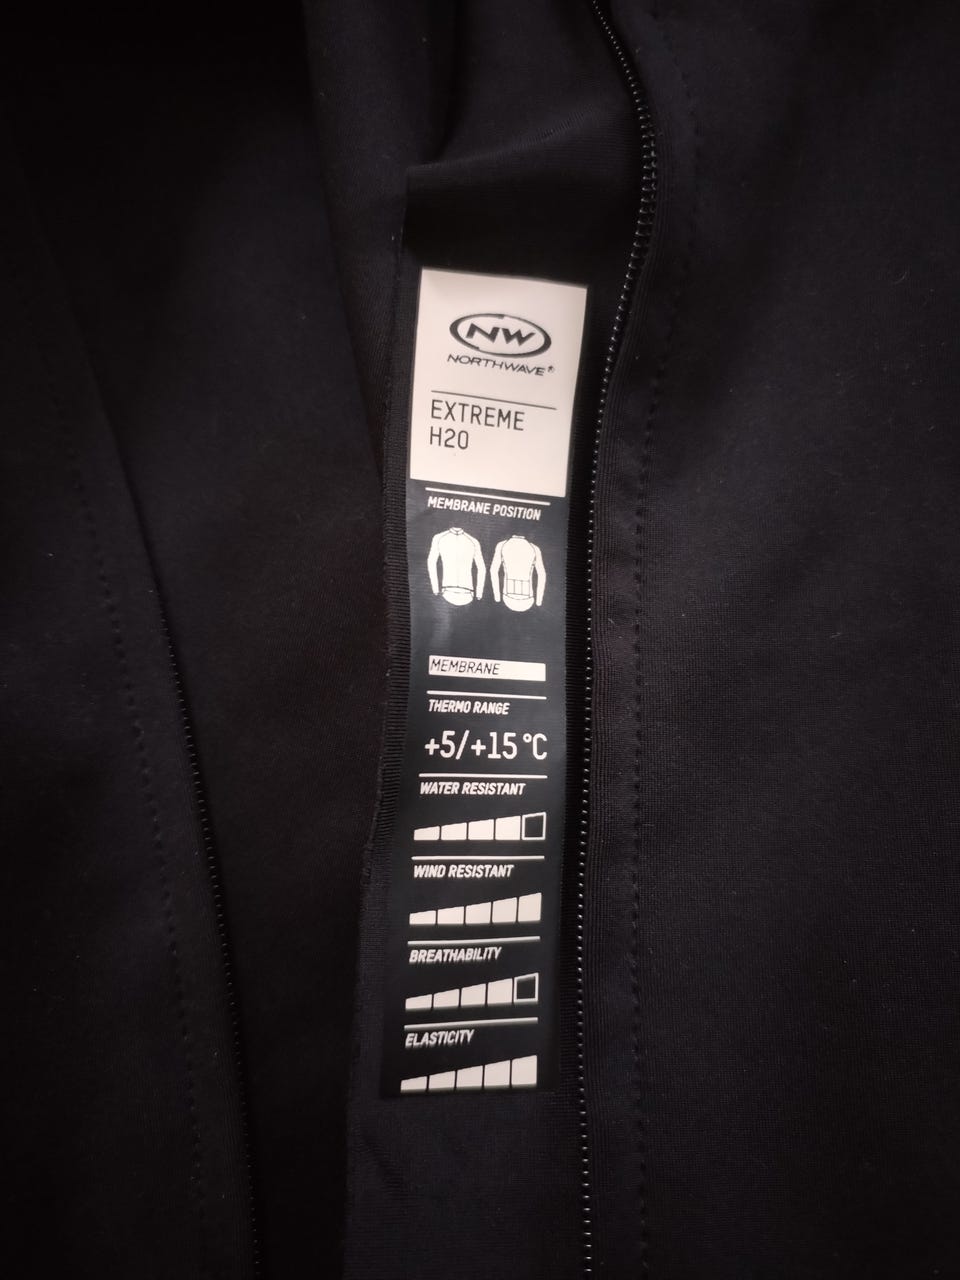 NW
NORTHWAVE®
EXTREME
H20
MEMBRANE POSITION
MEMBRANE
THERMO RANGE
+5/+15 °C
WATER RESISTANT
WIND RESISTANT
BREATHABILITY
ELASTICITY